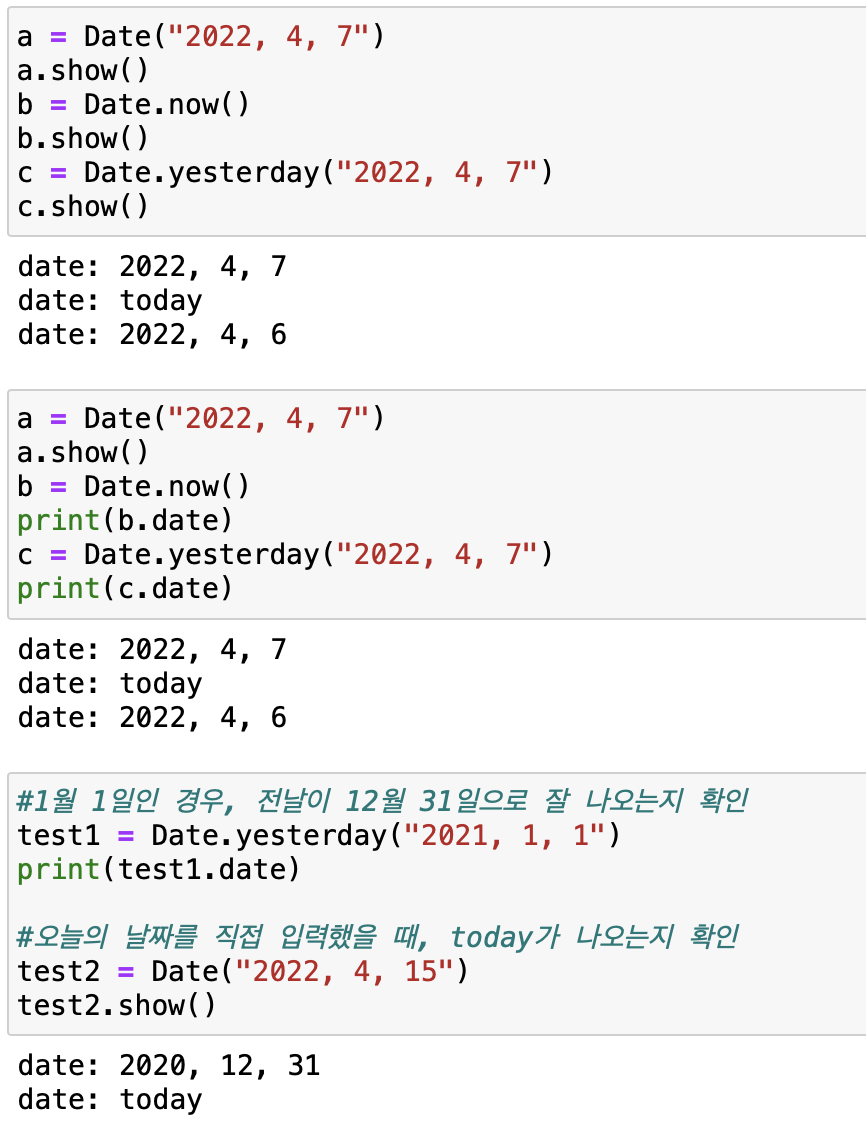 a = Date("2022, 4, 7")
a.show()
b = Date.now()
b.show()
c = Date.yesterday("2022, 4, 7")
c.show()
date: 2022, 4, 7
date: today
date: 2022, 4, 6
a = Date("2022, 4, 7")
a.show()
b = Date.now()
print(b.date)
c = Date.yesterday("2022, 4, 7")
print(c.date)
date: 2022, 4, 7
date: today
date: 2022, 4, 6
#1월 1일인 경우, 전날이 12월 31일으로 잘 나오는지 확인
test1 = Date.yesterday("2021, 1, 1")
print(test1.date)
#오늘의 날짜를 직접 입력했을 때, today가 나오는지 확인
test2 = Date("2022, 4, 15")
test2.show()
date: 2020, 12, 31
date: today